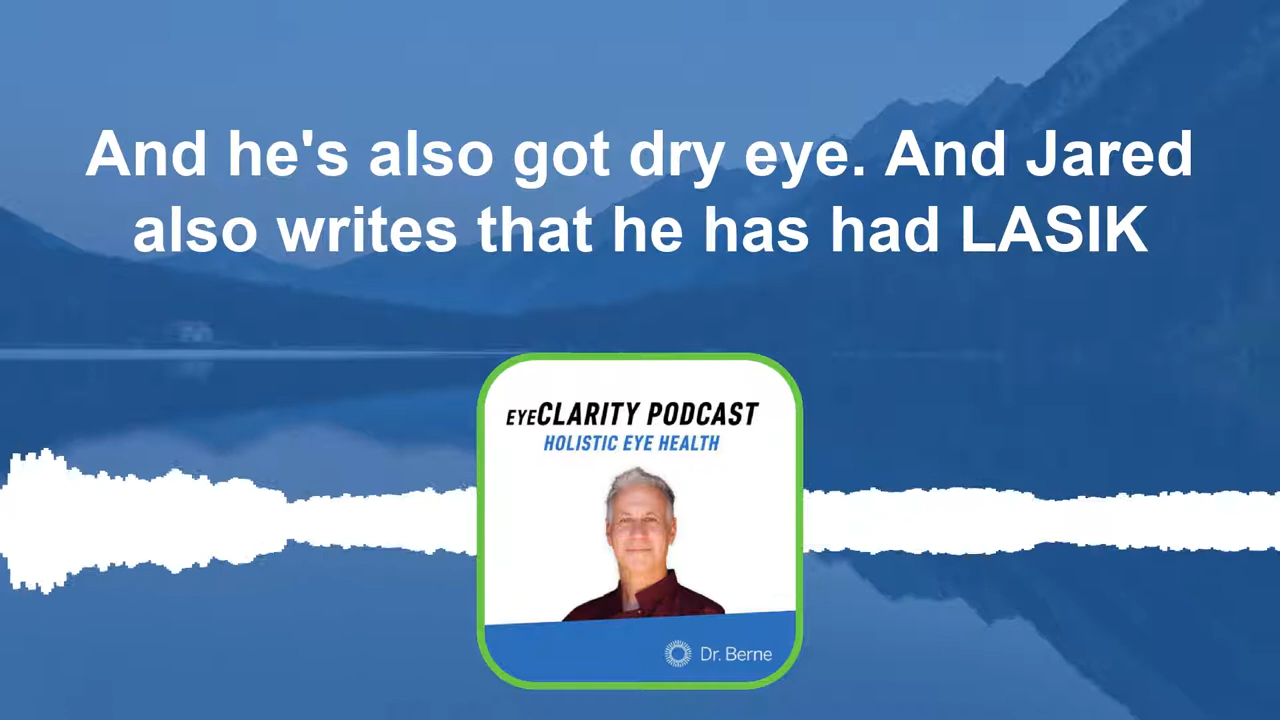 And he's also got dry eye. And Jared
also writes that he has had LASIK
EYECLARITY PODCAST
HOLISTIC EYE HEALTH
Dr. Berne